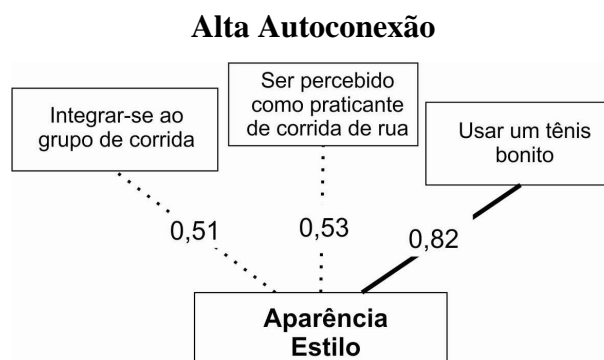 Alta Autoconexão
Integrar-se ao
grupo de corrida
Ser percebido
como praticante
de corrida de rua
Usar um tênis
bonito
0,51
0,53
0,82
Aparência
Estilo